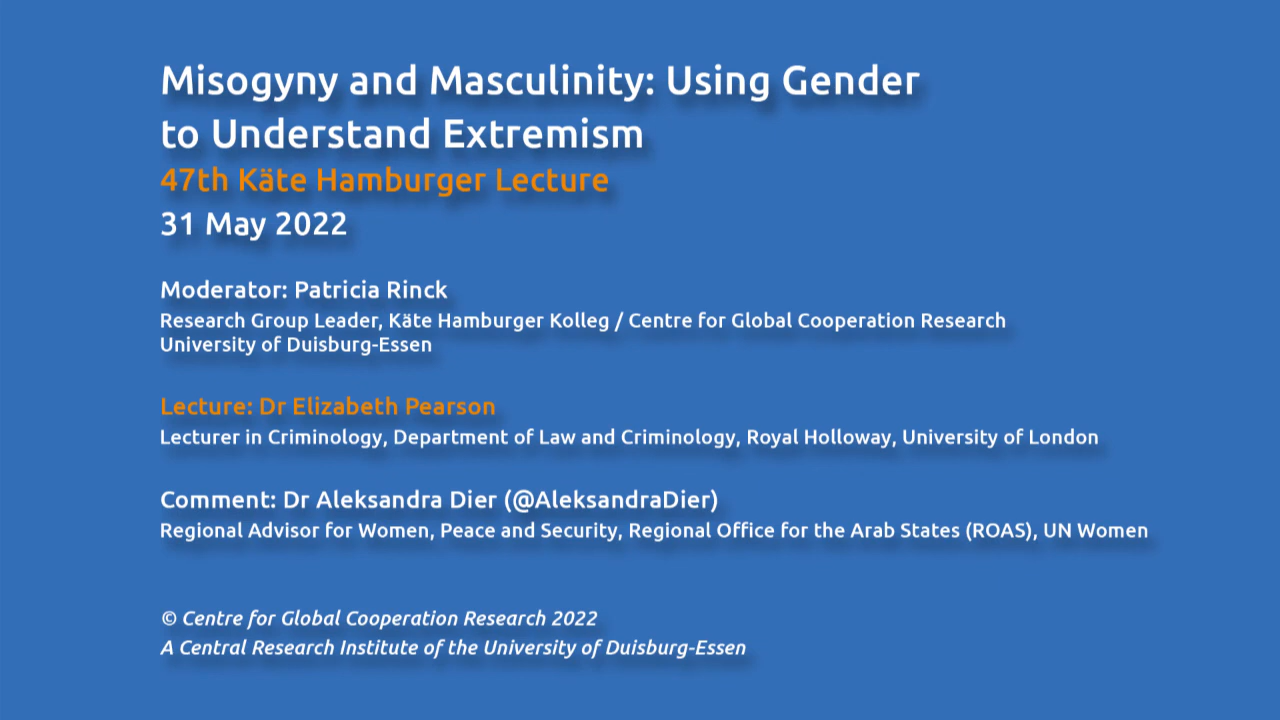 Misogyny and Masculinity: Using Gender
to Understand Extremism
47th Käte Hamburger Lecture
31 May 2022
Moderator: Patricia Rinck
Research Group Leader, Käte Hamburger Kolleg / Centre for Global Cooperation Research
University of Duisburg-Essen
Lecture: Dr Elizabeth Pearson
Lecturer in Criminology, Department of Law and Criminology, Royal Holloway, University of London
Comment: Dr Aleksandra Dier (@AleksandraDier)
Regional Advisor for Women, Peace and Security, Regional Office for the Arab States (ROAS), UN Women
© Centre for Global Cooperation Research 2022
A Central Research Institute of the University of Duisburg-Essen